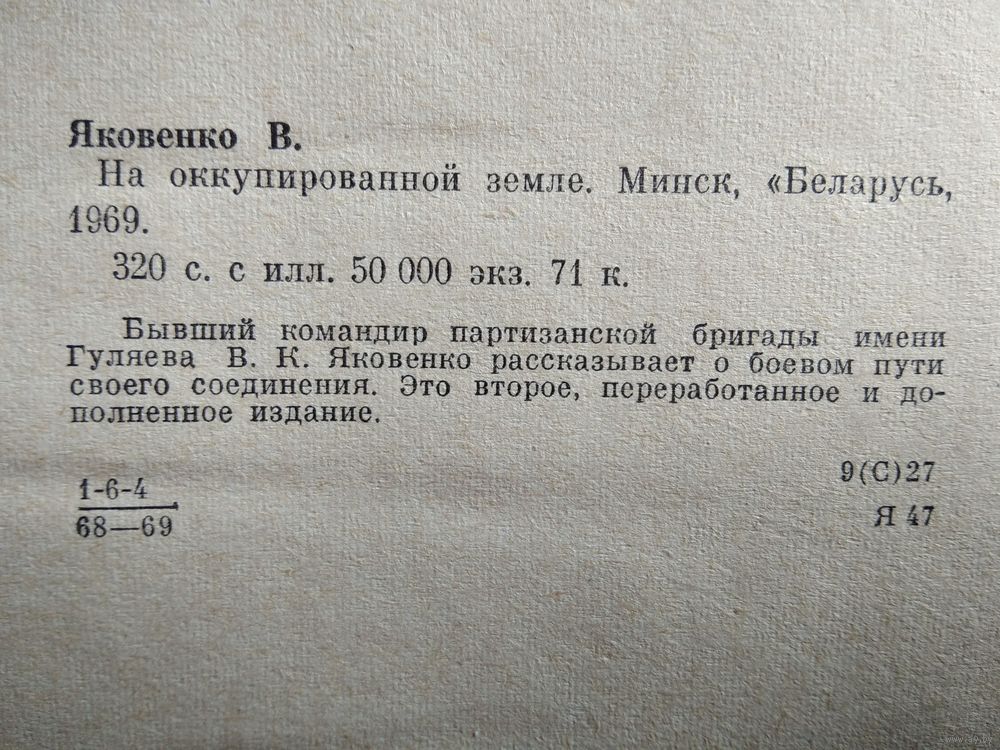 Яковенко В.
На оккупированной земле. Минск, «Беларусь,
1969.
320 с. с илл. 50 000 экз. 71 к.
Бывший командир партизанской бригады имени
Гуляева В. К. Яковенко рассказывает о боевом пути
своего соединения. Это второе, переработанное и до-
полненное издание.
1-6-4
68—69
9(С)27
Я 47